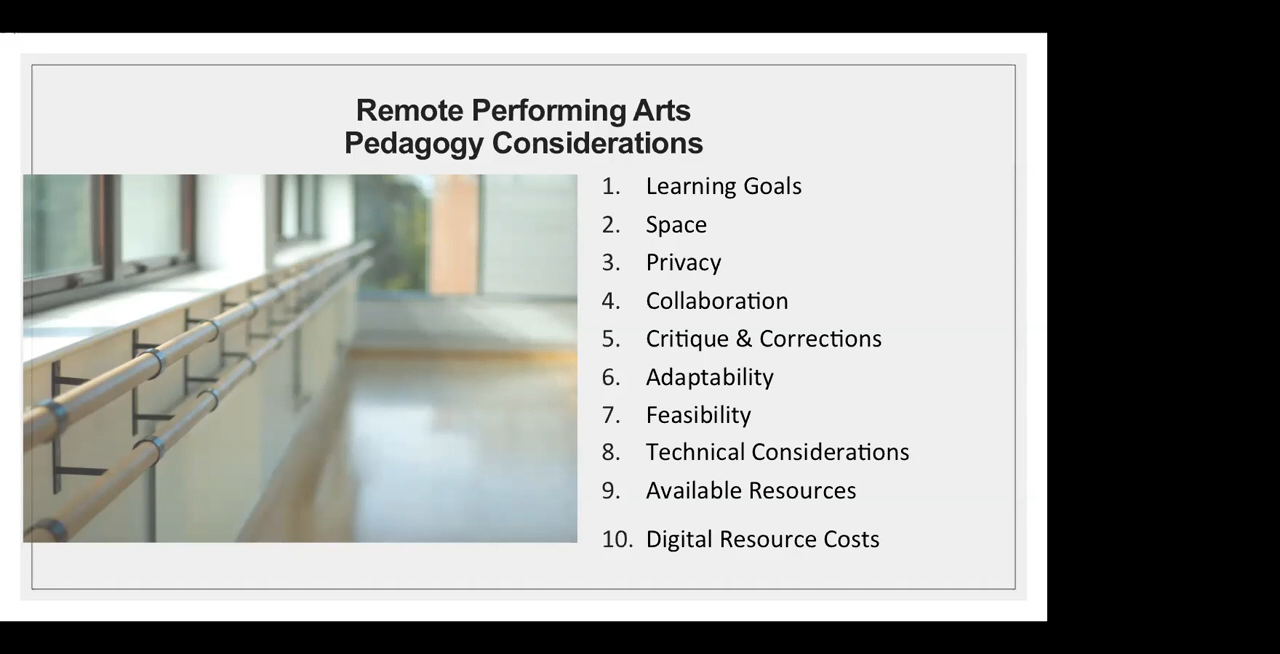 Remote Performing Arts
Pedagogy Considerations
1. Learning Goals
2. Space
3. Privacy
4. Collaboration
5. Critique & Corrections
6. Adaptability
7. Feasibility
8. Technical Considerations
9. Available Resources
10. Digital Resource Costs